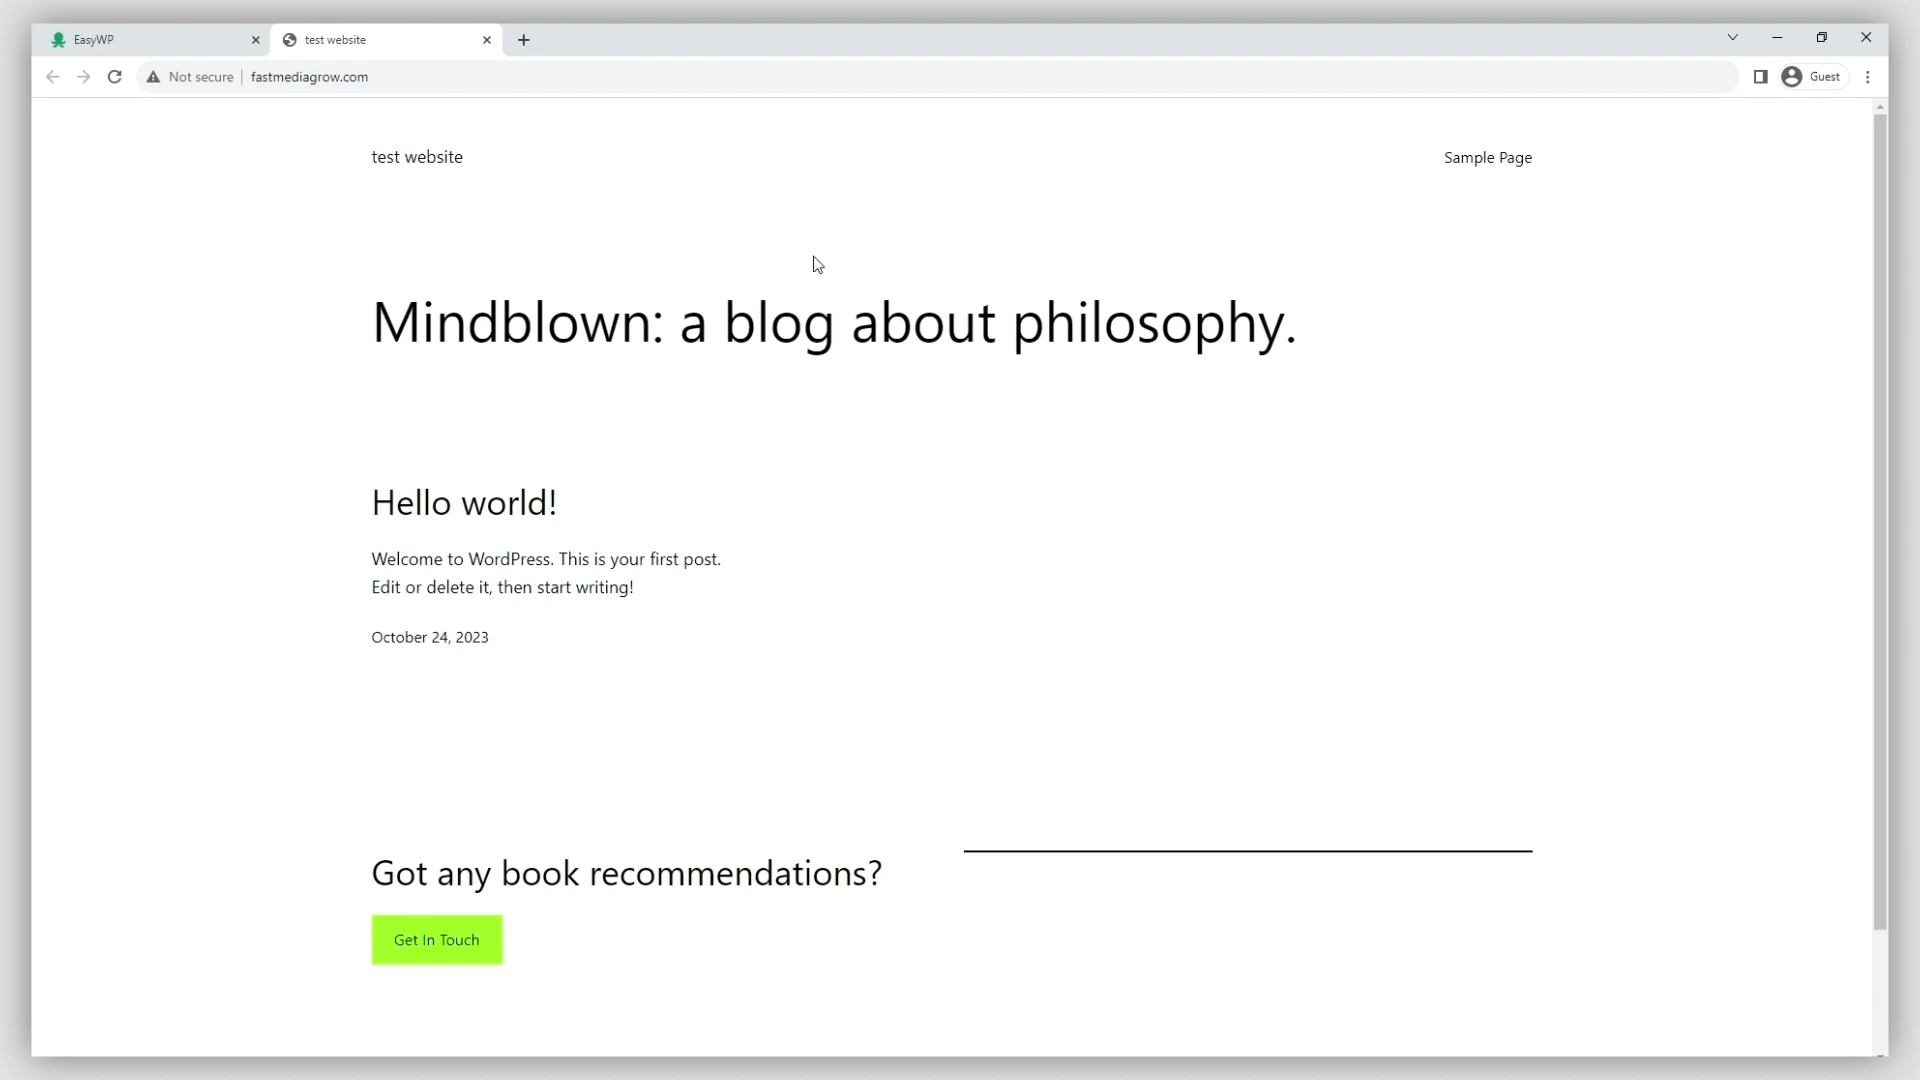 EasyWP
test website
Not secure
fastmediagrow.com
Guest
test website
Sample Page
Mindblown: a blog about philosophy.
Hello world!
Welcome to WordPress. This is your first post.
Edit or delete it, then start writing!
October 24, 2023
Got any book recommendations?
Get In Touch